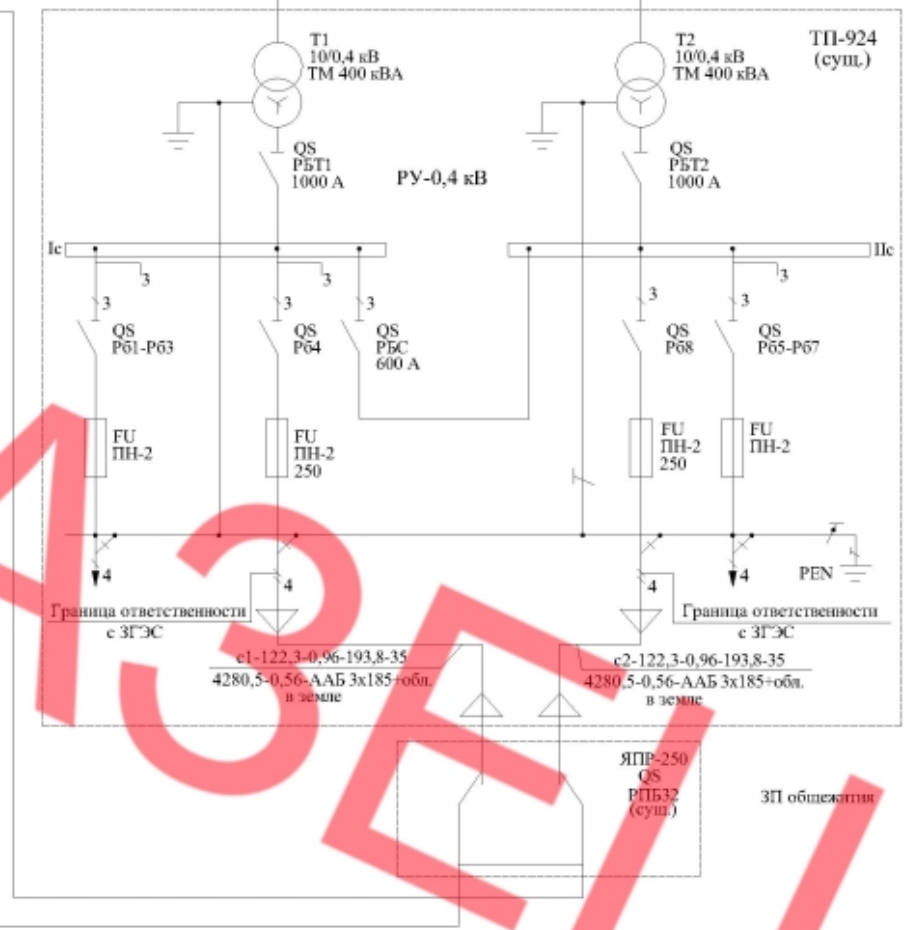 T1
10/0,4 кВ
ТМ 400 кВА
T2
10/0,4 кВ
ТМ 400 кВА
ТП-924
(сущ.)
QS
РБТ1
1000 А
РУ-0,4 кВ
QS
РБТ2
1000 А
Iс
IIс
3
3
3
3
3
3
3
3
QS
Рб1-Рб3
QS
Рб4
QS
РБС
600 А
QS
Рб8
QS
Рб5-Рб7
FU
ПН-2
FU
ПН-2
250
FU
ПН-2
250
FU
ПН-2
4
4
4
4
PEN
Граница ответственности
с ЗГЭС
Граница ответственности
с ЗГЭС
с1-122,3-0,96-193,8-35
4280,5-0,56-ААБ 3х185+обл.
в земле
с2-122,3-0,96-193,8-35
4280,5-0,56-ААБ 3х185+обл.
в земле
ЯПР-250
QS
РПБ32
(сущ.)
ЗП общежития